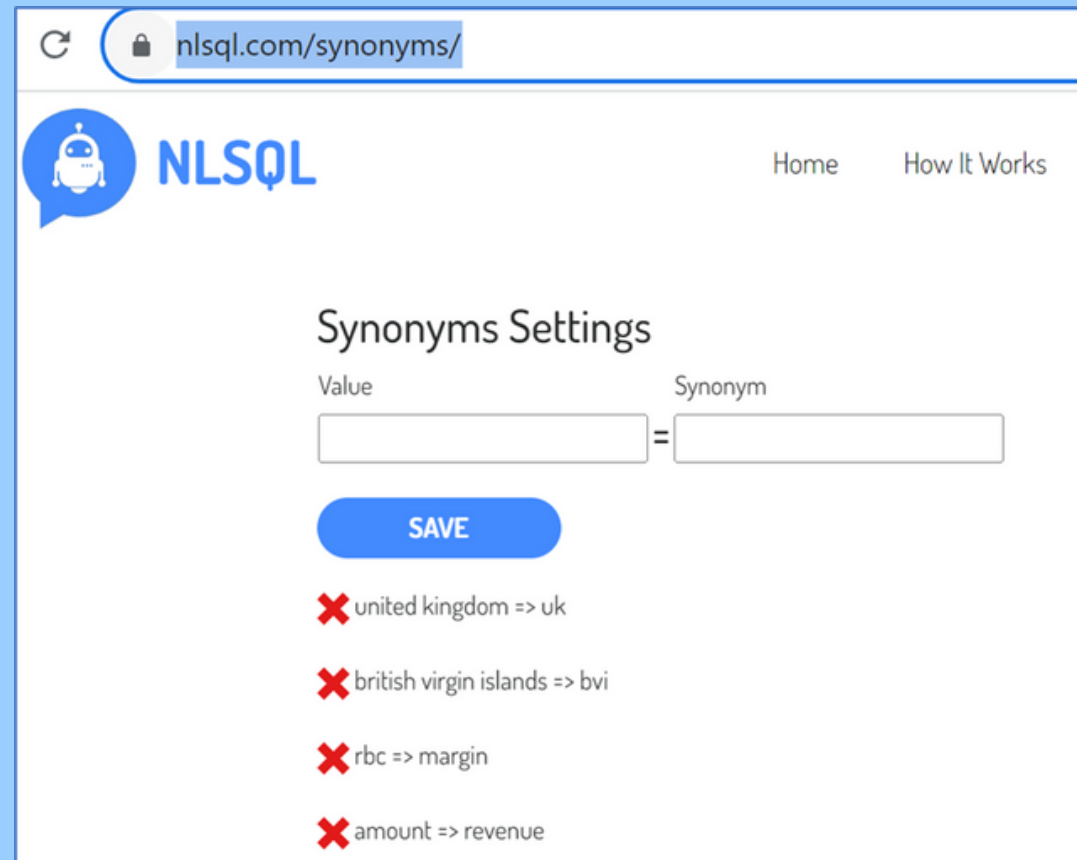 nlsql.com/synonyms/
NLSQL Home How It Works
Synonyms Settings
Value Synonym
=
SAVE
united kingdom => uk
british virgin islands => bvi
rbc => margin
amount => revenue